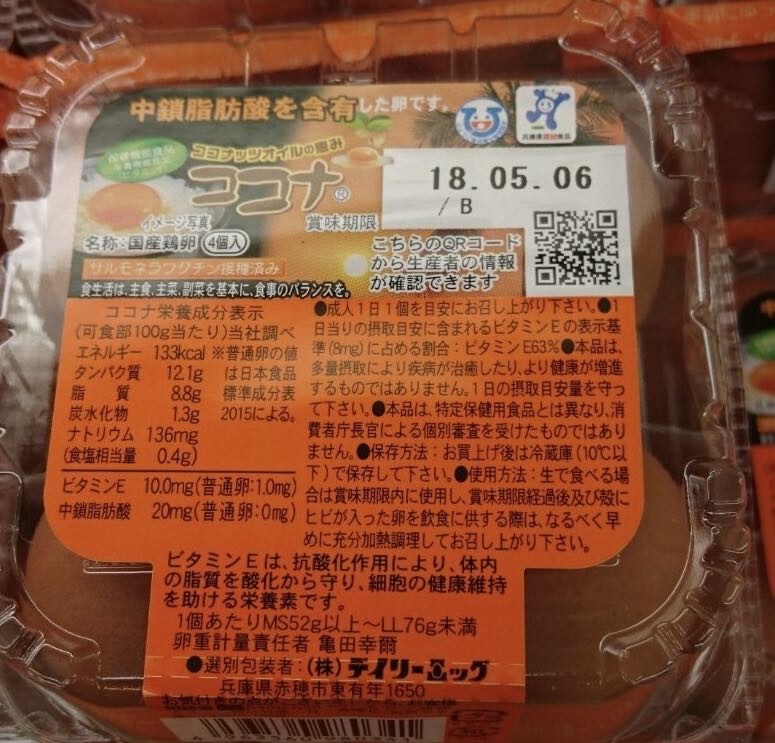 中鎖脂肪酸を含有した卵です。
保健機能食品
栄養機能食品
(ビタミンE)
ココナッツオイルの恵み
ココナ®
兵庫県認証食品
イメージ写真
賞味期限
18.05.06
/B
名称:国産鶏卵 4個入
サルモネラワクチン接種済み
食生活は、主食、主菜、副菜を基本に、食事のバランスを。
こちらのQRコード
から生産者の情報
が確認できます
ココナ栄養成分表示
(可食部100g当たり)当社調べ
エネルギー 133kcal ※普通卵の値
タンパク質 12.1g は日本食品
脂 質 8.8g 標準成分表
炭水化物 1.3g 2015による。
ナトリウム 136mg
(食塩相当量 0.4g)
ビタミンE 10.0mg(普通卵:1.0mg)
中鎖脂肪酸 20mg(普通卵:0mg)
●成人1日1個を目安にお召し上がり下さい。●1
日当りの摂取目安に含まれるビタミンEの表示基
準(8mg)に占める割合:ビタミンE63%●本品は、
多量摂取により疾病が治癒したり、より健康が増進
するものではありません。1日の摂取目安量を守っ
て下さい。●本品は、特定保健用食品とは異なり、消
費者庁長官による個別審査を受けたものではあり
ません。●保存方法:お買上げ後は冷蔵庫(10℃以
下)で保存して下さい。●使用方法:生で食べる場
合は賞味期限内に使用し、賞味期限経過後及び殻に
ヒビが入った卵を飲食に供する際は、なるべく早
めに充分加熱調理してお召し上がり下さい。
ビタミンEは、抗酸化作用により、体内
の脂質を酸化から守り、細胞の健康維持
を助ける栄養素です。
1個あたりMS52g以上～LL76g未満
卵重計量責任者 亀田幸爾
●選別包装者:(株)デイリーエッグ
兵庫県赤穂市東有年1650